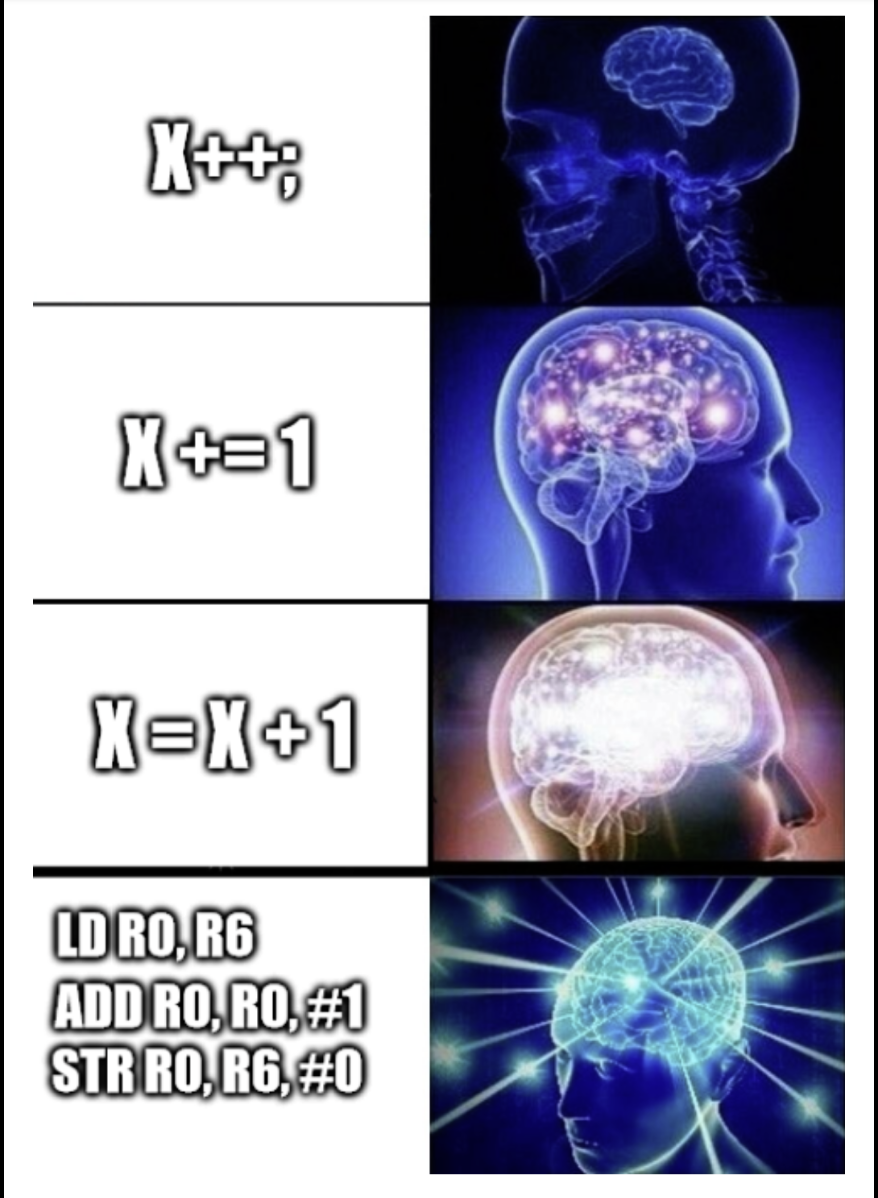 X++;
X += 1
X = X + 1
LD R0, R6
ADD R0, R0, #1
STR R0, R6, #0